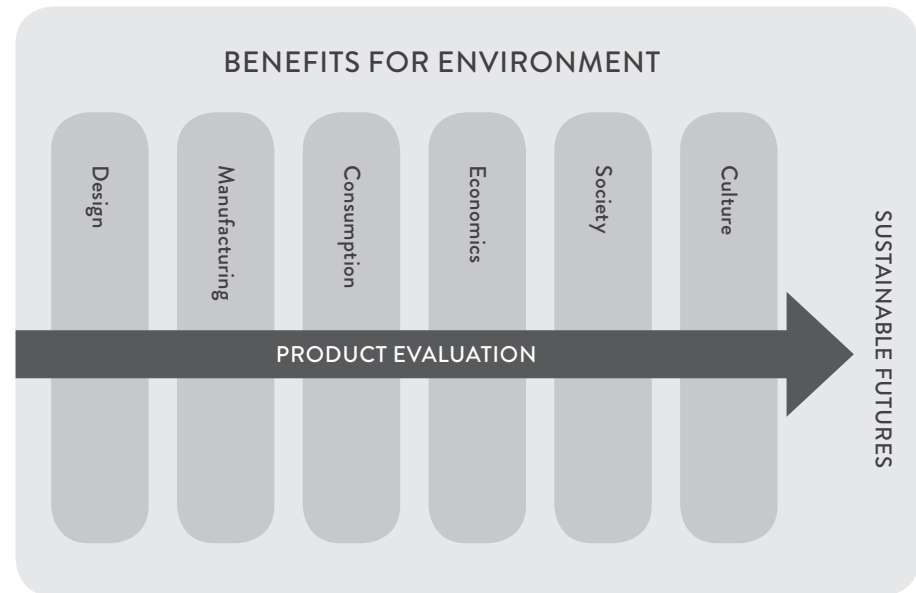 BENEFITS FOR ENVIRONMENT
Design
Manufacturing
Consumption
Economics
Society
Culture
PRODUCT EVALUATION
SUSTAINABLE FUTURES